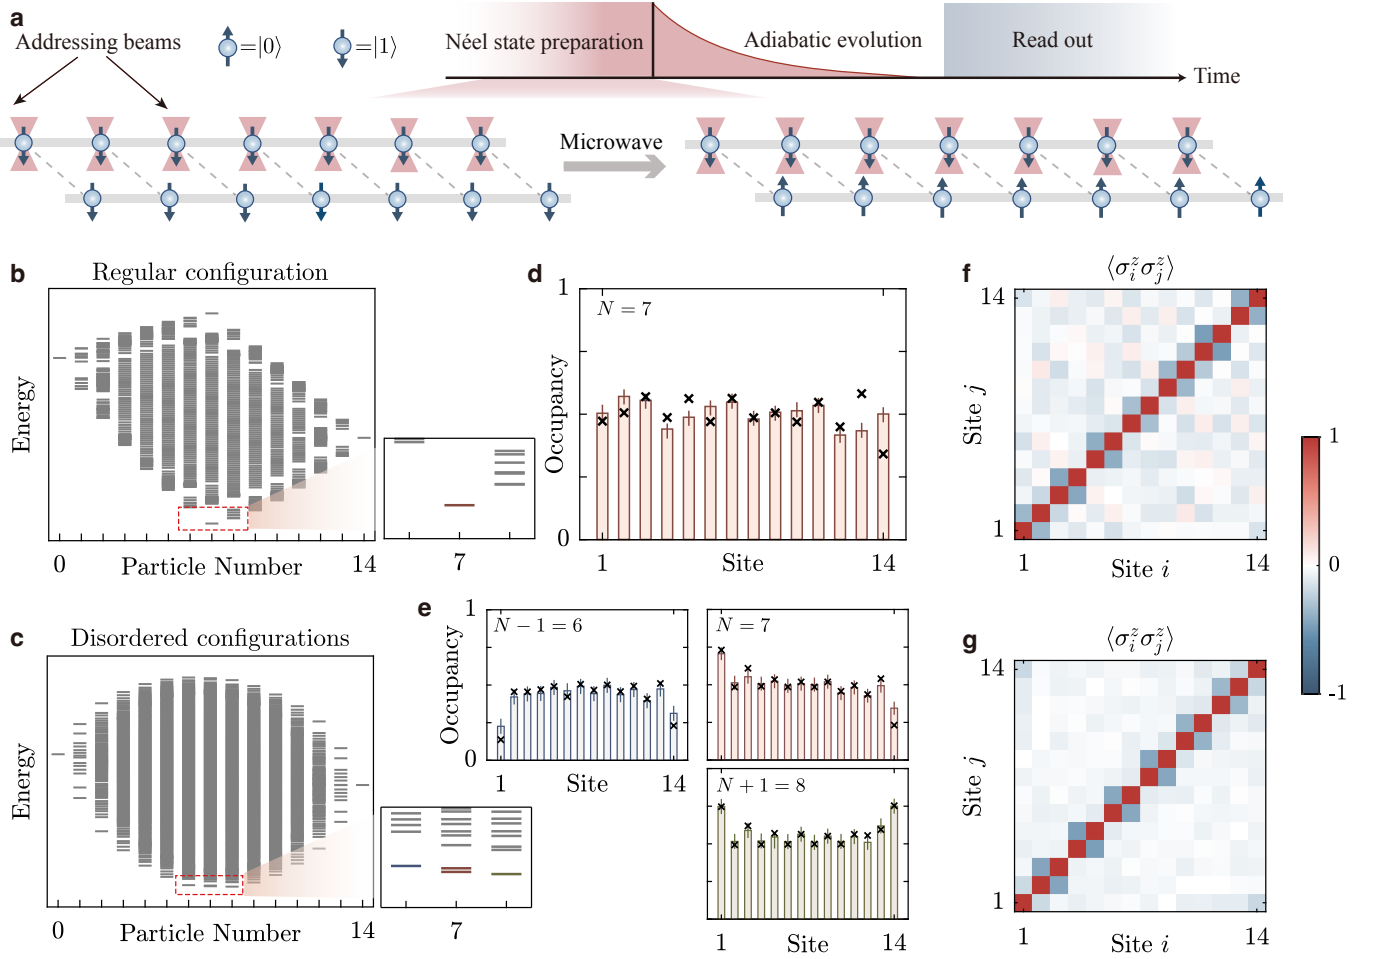 a
Addressing beams
=|0⟩
=|1⟩
Néel state preparation
Adiabatic evolution
Read out
Time
Microwave
b
Regular configuration
Energy
0
Particle Number
14
7
c
Disordered configurations
Energy
0
Particle Number
14
7
d
1
N = 7
Occupancy
0
1
Site
14
e
1
N − 1 = 6
Occupancy
0
1
Site
14
N = 7
N + 1 = 8
1
Site
14
f
⟨σ_i^z σ_j^z⟩
14
Site j
1
1
Site i
14
g
⟨σ_i^z σ_j^z⟩
14
Site j
1
1
Site i
14
1
0
-1